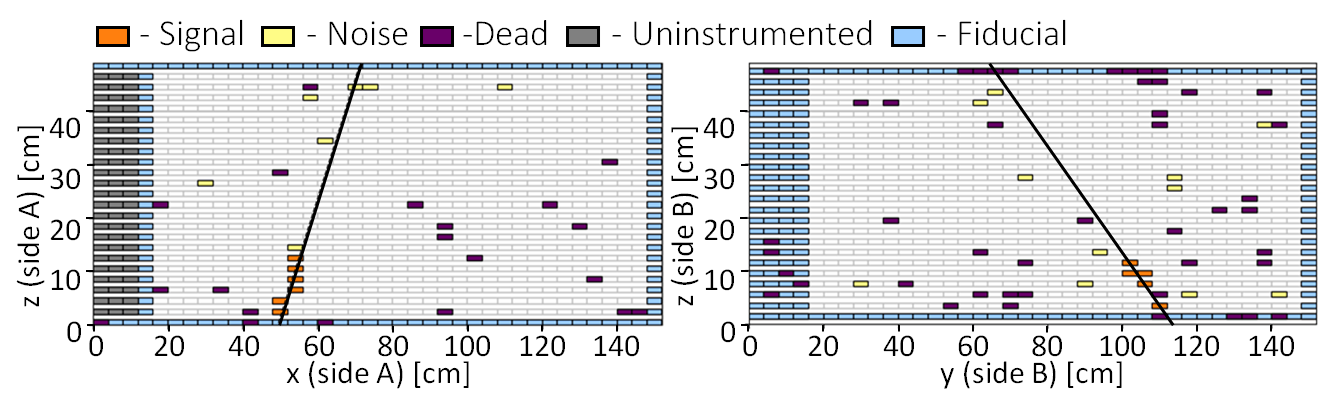 - Signal - Noise -Dead - Uninstrumented - Fiducial
z (side A) [cm]
40
30
20
10
0
0 20 40 60 80 100 120 140
x (side A) [cm]
z (side B) [cm]
40
30
20
10
0
0 20 40 60 80 100 120 140
y (side B) [cm]